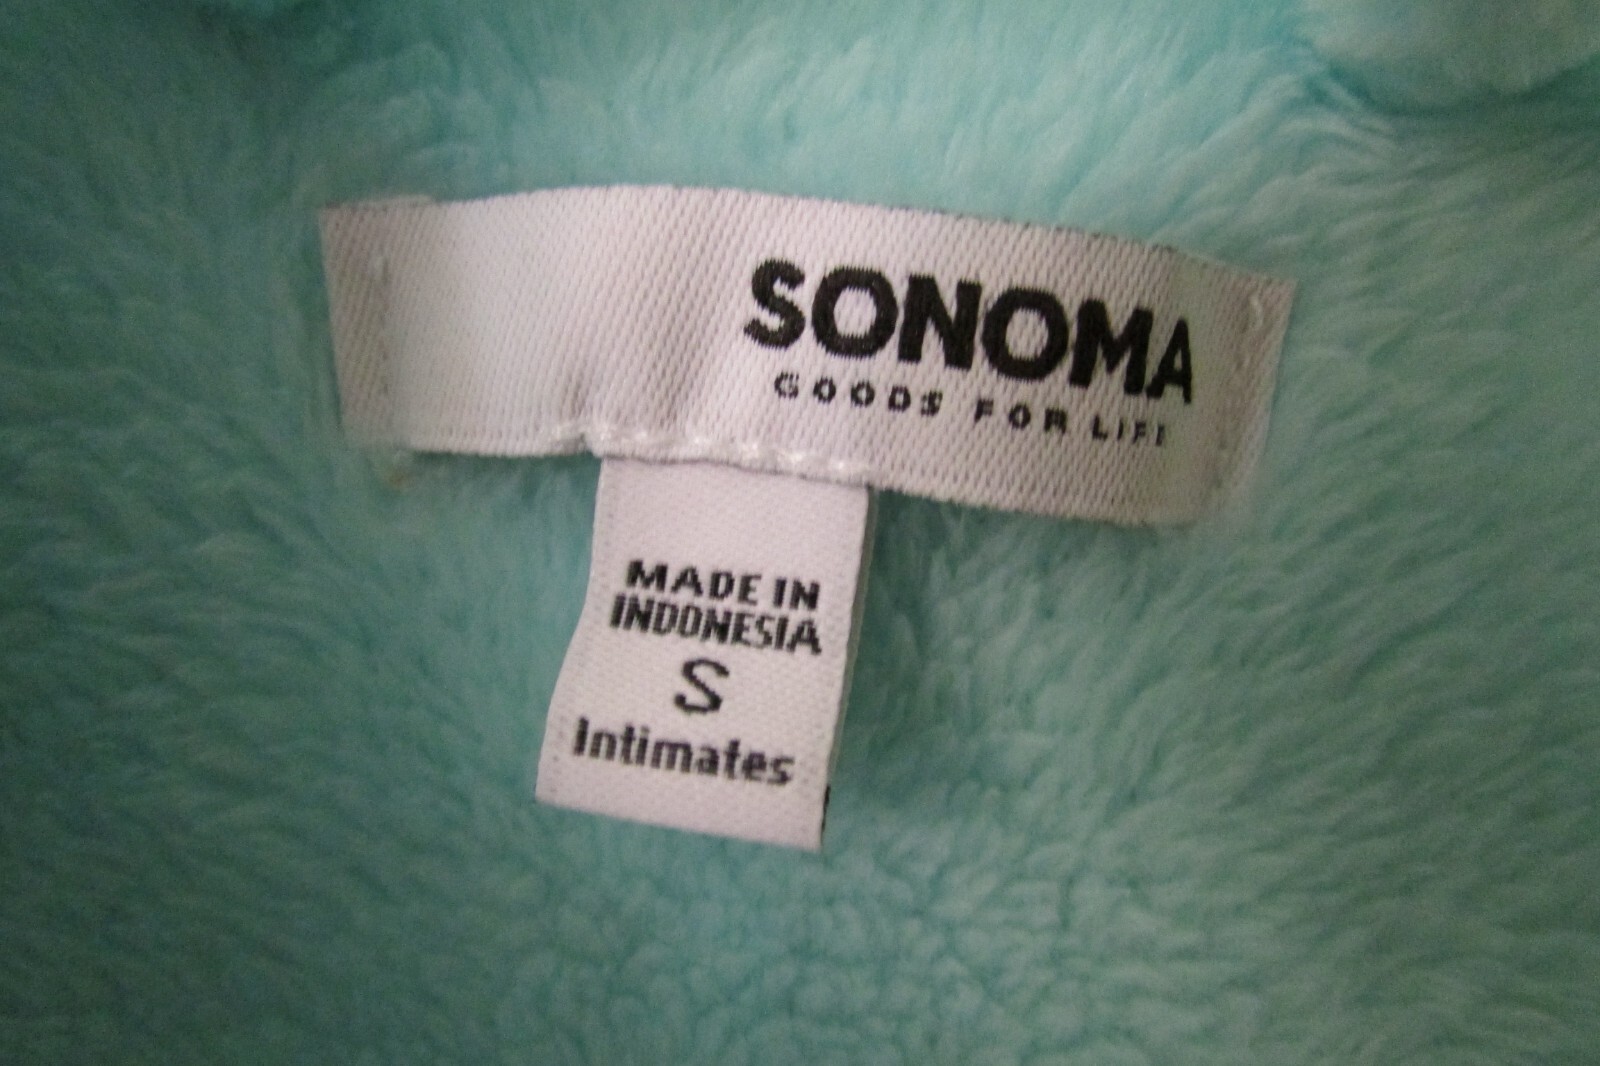 SONOMA
GOODS FOR LIFE
MADE IN
INDONESIA
S
Intimates